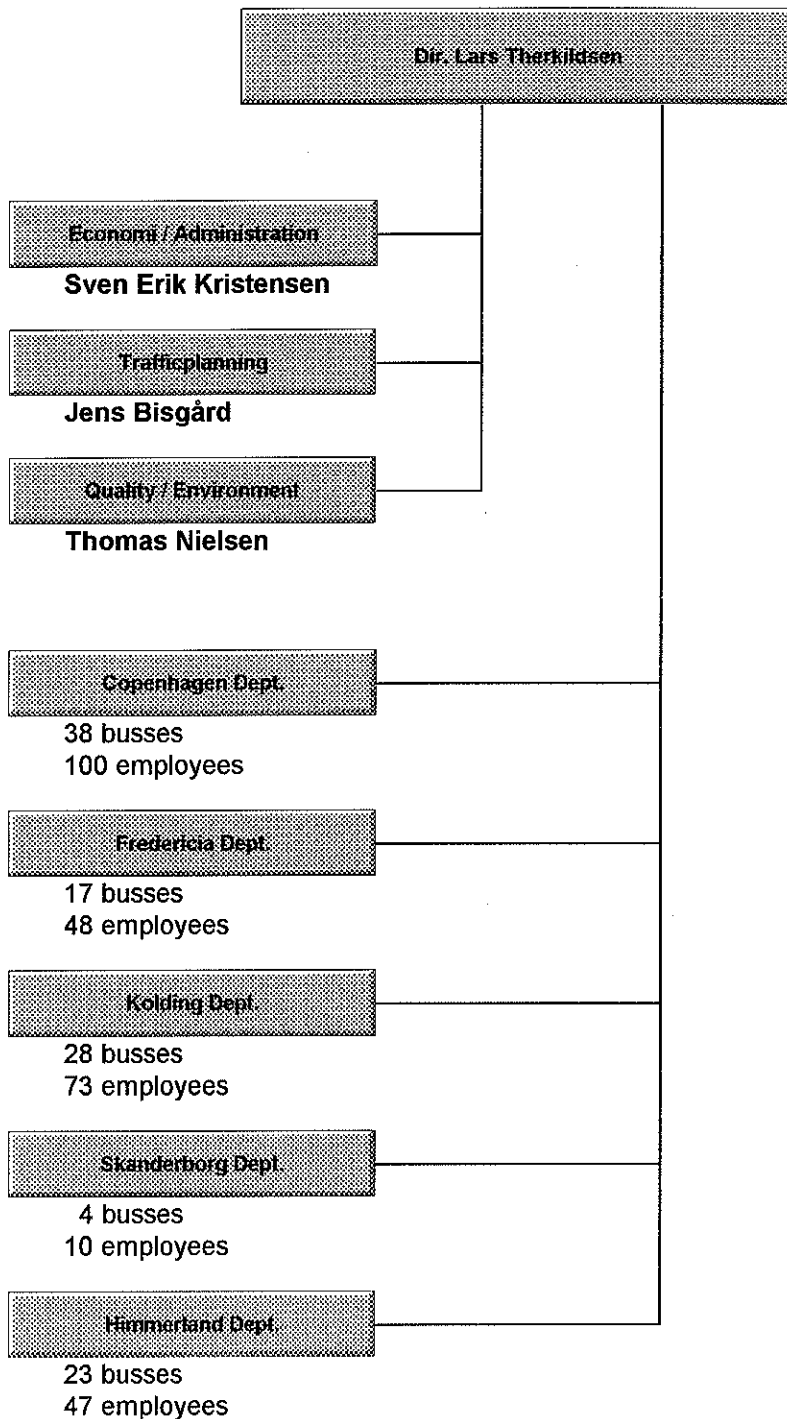 Dir. Lars Therkildsen
Economi / Administration
Sven Erik Kristensen
Trafficplanning
Jens Bisgård
Quality / Environment
Thomas Nielsen
Copenhagen Dept.
38 busses
100 employees
Fredericia Dept.
17 busses
48 employees
Kolding Dept.
28 busses
73 employees
Skanderborg Dept.
4 busses
10 employees
Himmerland Dept.
23 busses
47 employees